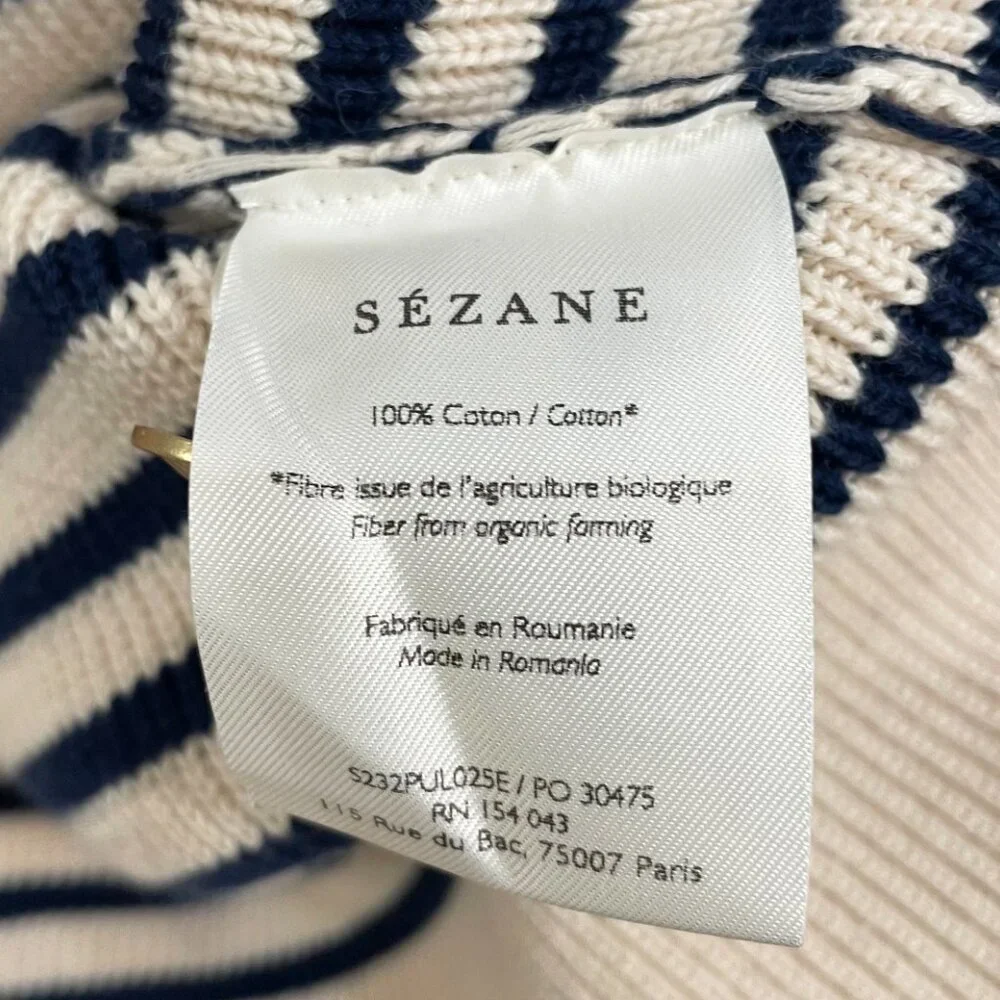 SÉZANE
100% Coton / Cotton*
*Fibre issue de l'agriculture biologique
Fiber from organic farming
Fabriqué en Roumanie
Made in Romania
S232PUL025E / PO 30475
RN 154 043
115 Rue du Bac, 75007 Paris